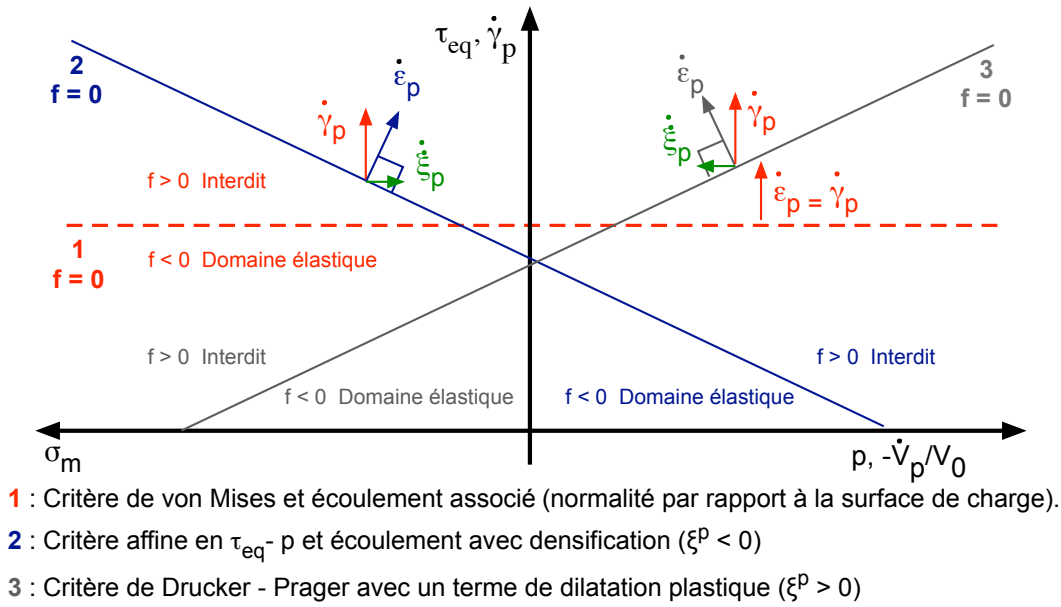 τeq, γ̇p
2
f = 0
ε̇p
γ̇p
ξ̇p
ε̇p
γ̇p
ξ̇p
3
f = 0
f > 0 Interdit
ε̇p = γ̇p
1
f = 0
f < 0 Domaine élastique
f > 0 Interdit
f > 0 Interdit
f < 0 Domaine élastique
f < 0 Domaine élastique
σm
p, -V̇p/V0
1 : Critère de von Mises et écoulement associé (normalité par rapport à la surface de charge).
2 : Critère affine en τeq- p et écoulement avec densification (ξᵖ < 0)
3 : Critère de Drucker - Prager avec un terme de dilatation plastique (ξᵖ > 0)